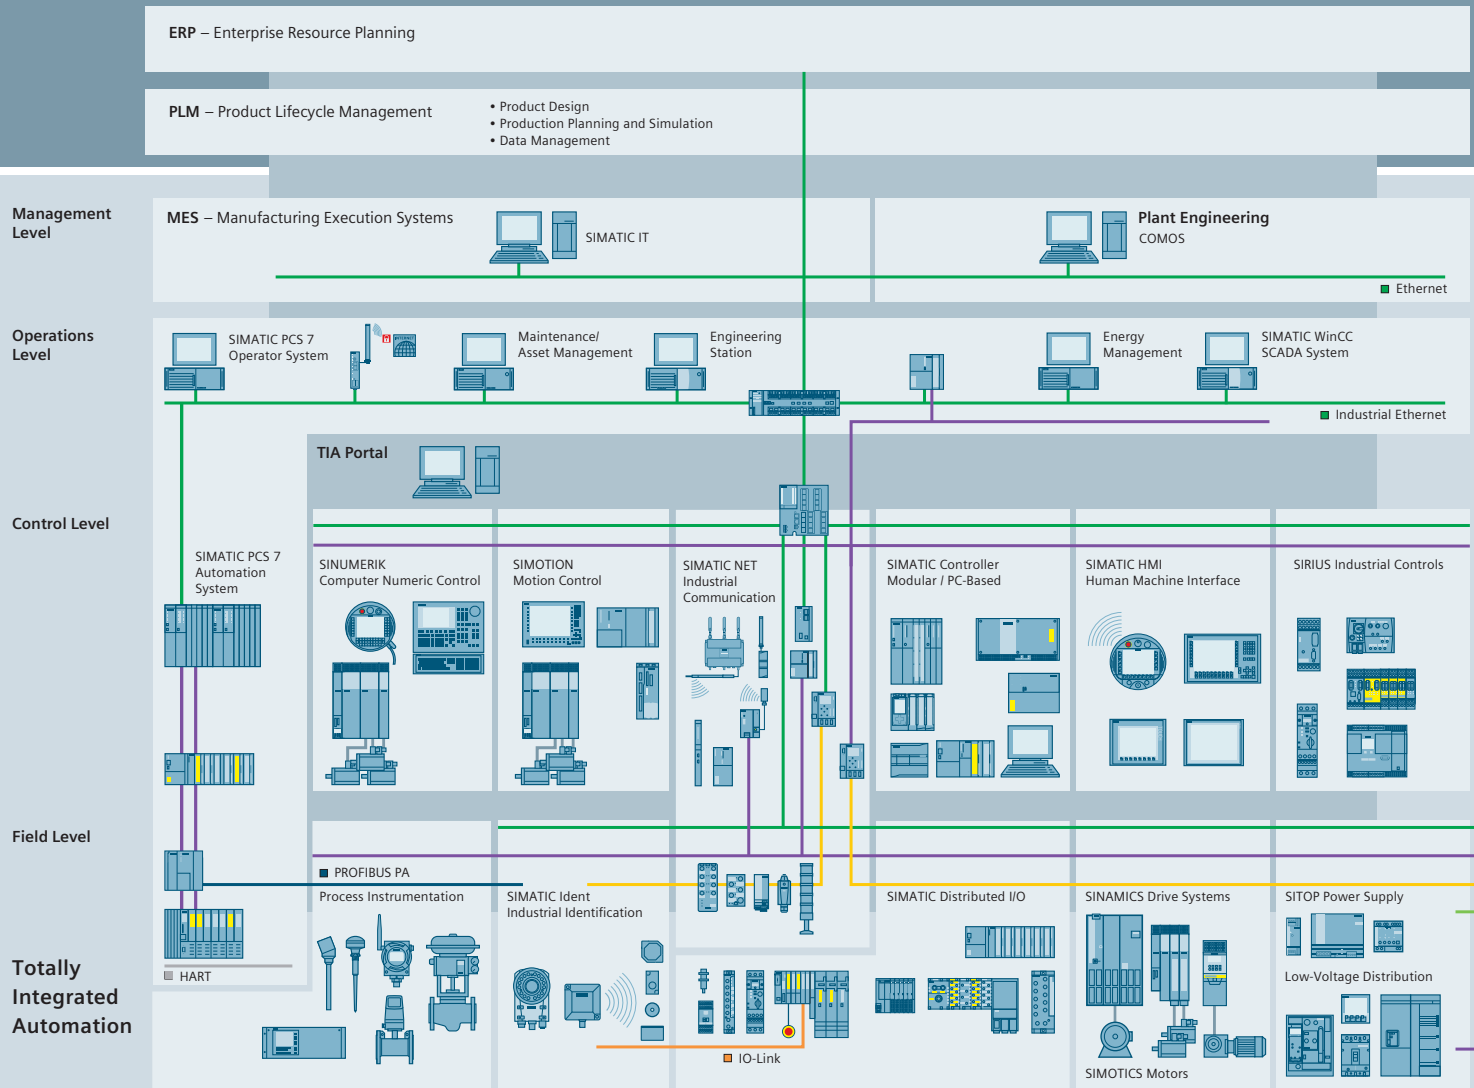 ERP – Enterprise Resource Planning
PLM – Product Lifecycle Management
• Product Design
• Production Planning and Simulation
• Data Management
Management
Level
MES – Manufacturing Execution Systems
SIMATIC IT
Plant Engineering
COMOS
Ethernet
Operations
Level
SIMATIC PCS 7
Operator System
Maintenance/
Asset Management
Engineering
Station
Energy
Management
SIMATIC WinCC
SCADA System
Industrial Ethernet
TIA Portal
Control Level
SIMATIC PCS 7
Automation
System
SINUMERIK
Computer Numeric Control
SIMOTION
Motion Control
SIMATIC NET
Industrial
Communication
SIMATIC Controller
Modular / PC-Based
SIMATIC HMI
Human Machine Interface
SIRIUS Industrial Controls
Field Level
PROFIBUS PA
Process Instrumentation
SIMATIC Ident
Industrial Identification
SIMATIC Distributed I/O
SINAMICS Drive Systems
SITOP Power Supply
HART
Low-Voltage Distribution
Totally
Integrated
Automation
IO-Link
SIMOTICS Motors